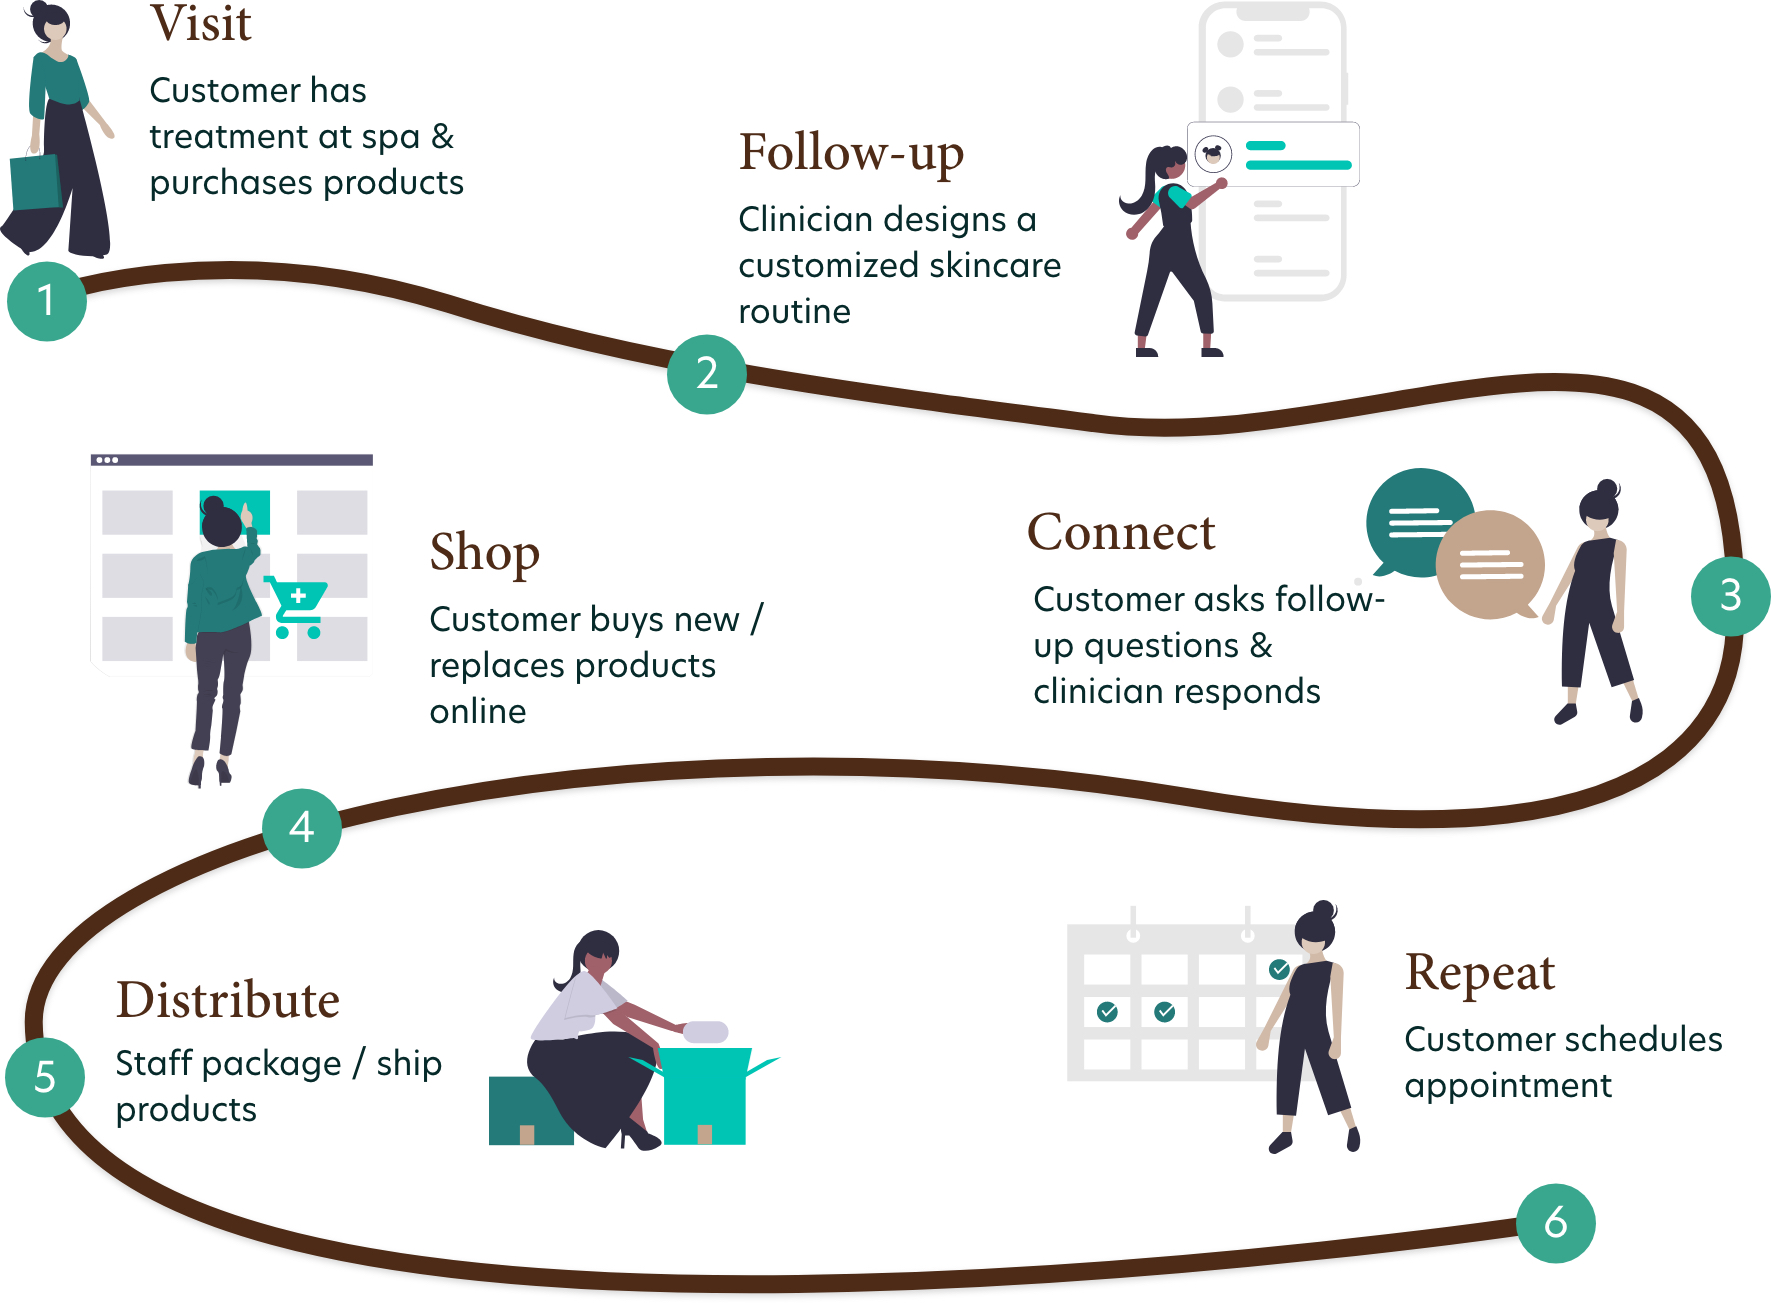 Visit
Customer has
treatment at spa &
purchases products
1
Follow-up
Clinician designs a
customized skincare
routine
2
Connect
Customer asks follow-
up questions &
clinician responds
3
Shop
Customer buys new /
replaces products
online
4
Distribute
Staff package / ship
products
5
Repeat
Customer schedules
appointment
6